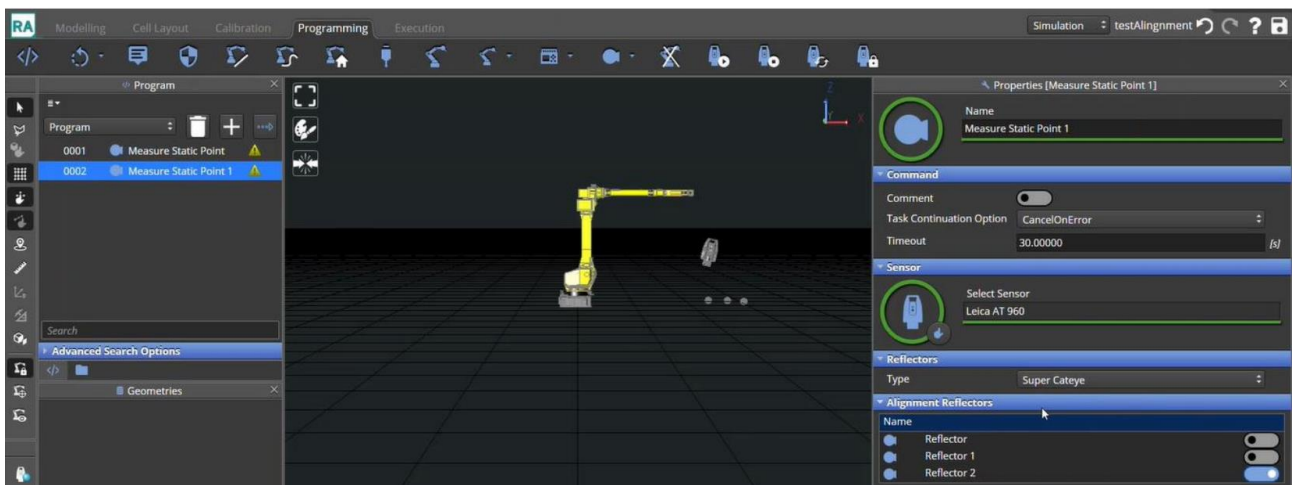 RA Modelling Cell Layout Calibration Programming Execution Simulation testAlingnment ?
Program
Program
0001 Measure Static Point
0002 Measure Static Point 1
Search
Advanced Search Options
Geometries
Z
Y X
Properties [Measure Static Point 1]
Name
Measure Static Point 1
Command
Comment
Task Continuation Option CancelOnError
Timeout 30.00000 [s]
Sensor
Select Sensor
Leica AT 960
Reflectors
Type Super Cateye
Alignment Reflectors
Name
Reflector
Reflector 1
Reflector 2